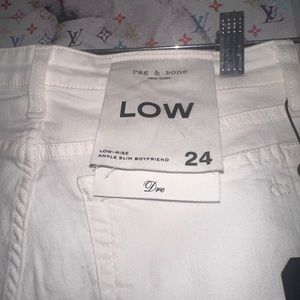 rag & bone
NEW YORK
LOW
LOW-RISE
ANKLE SLIM BOYFRIEND
24
Dre